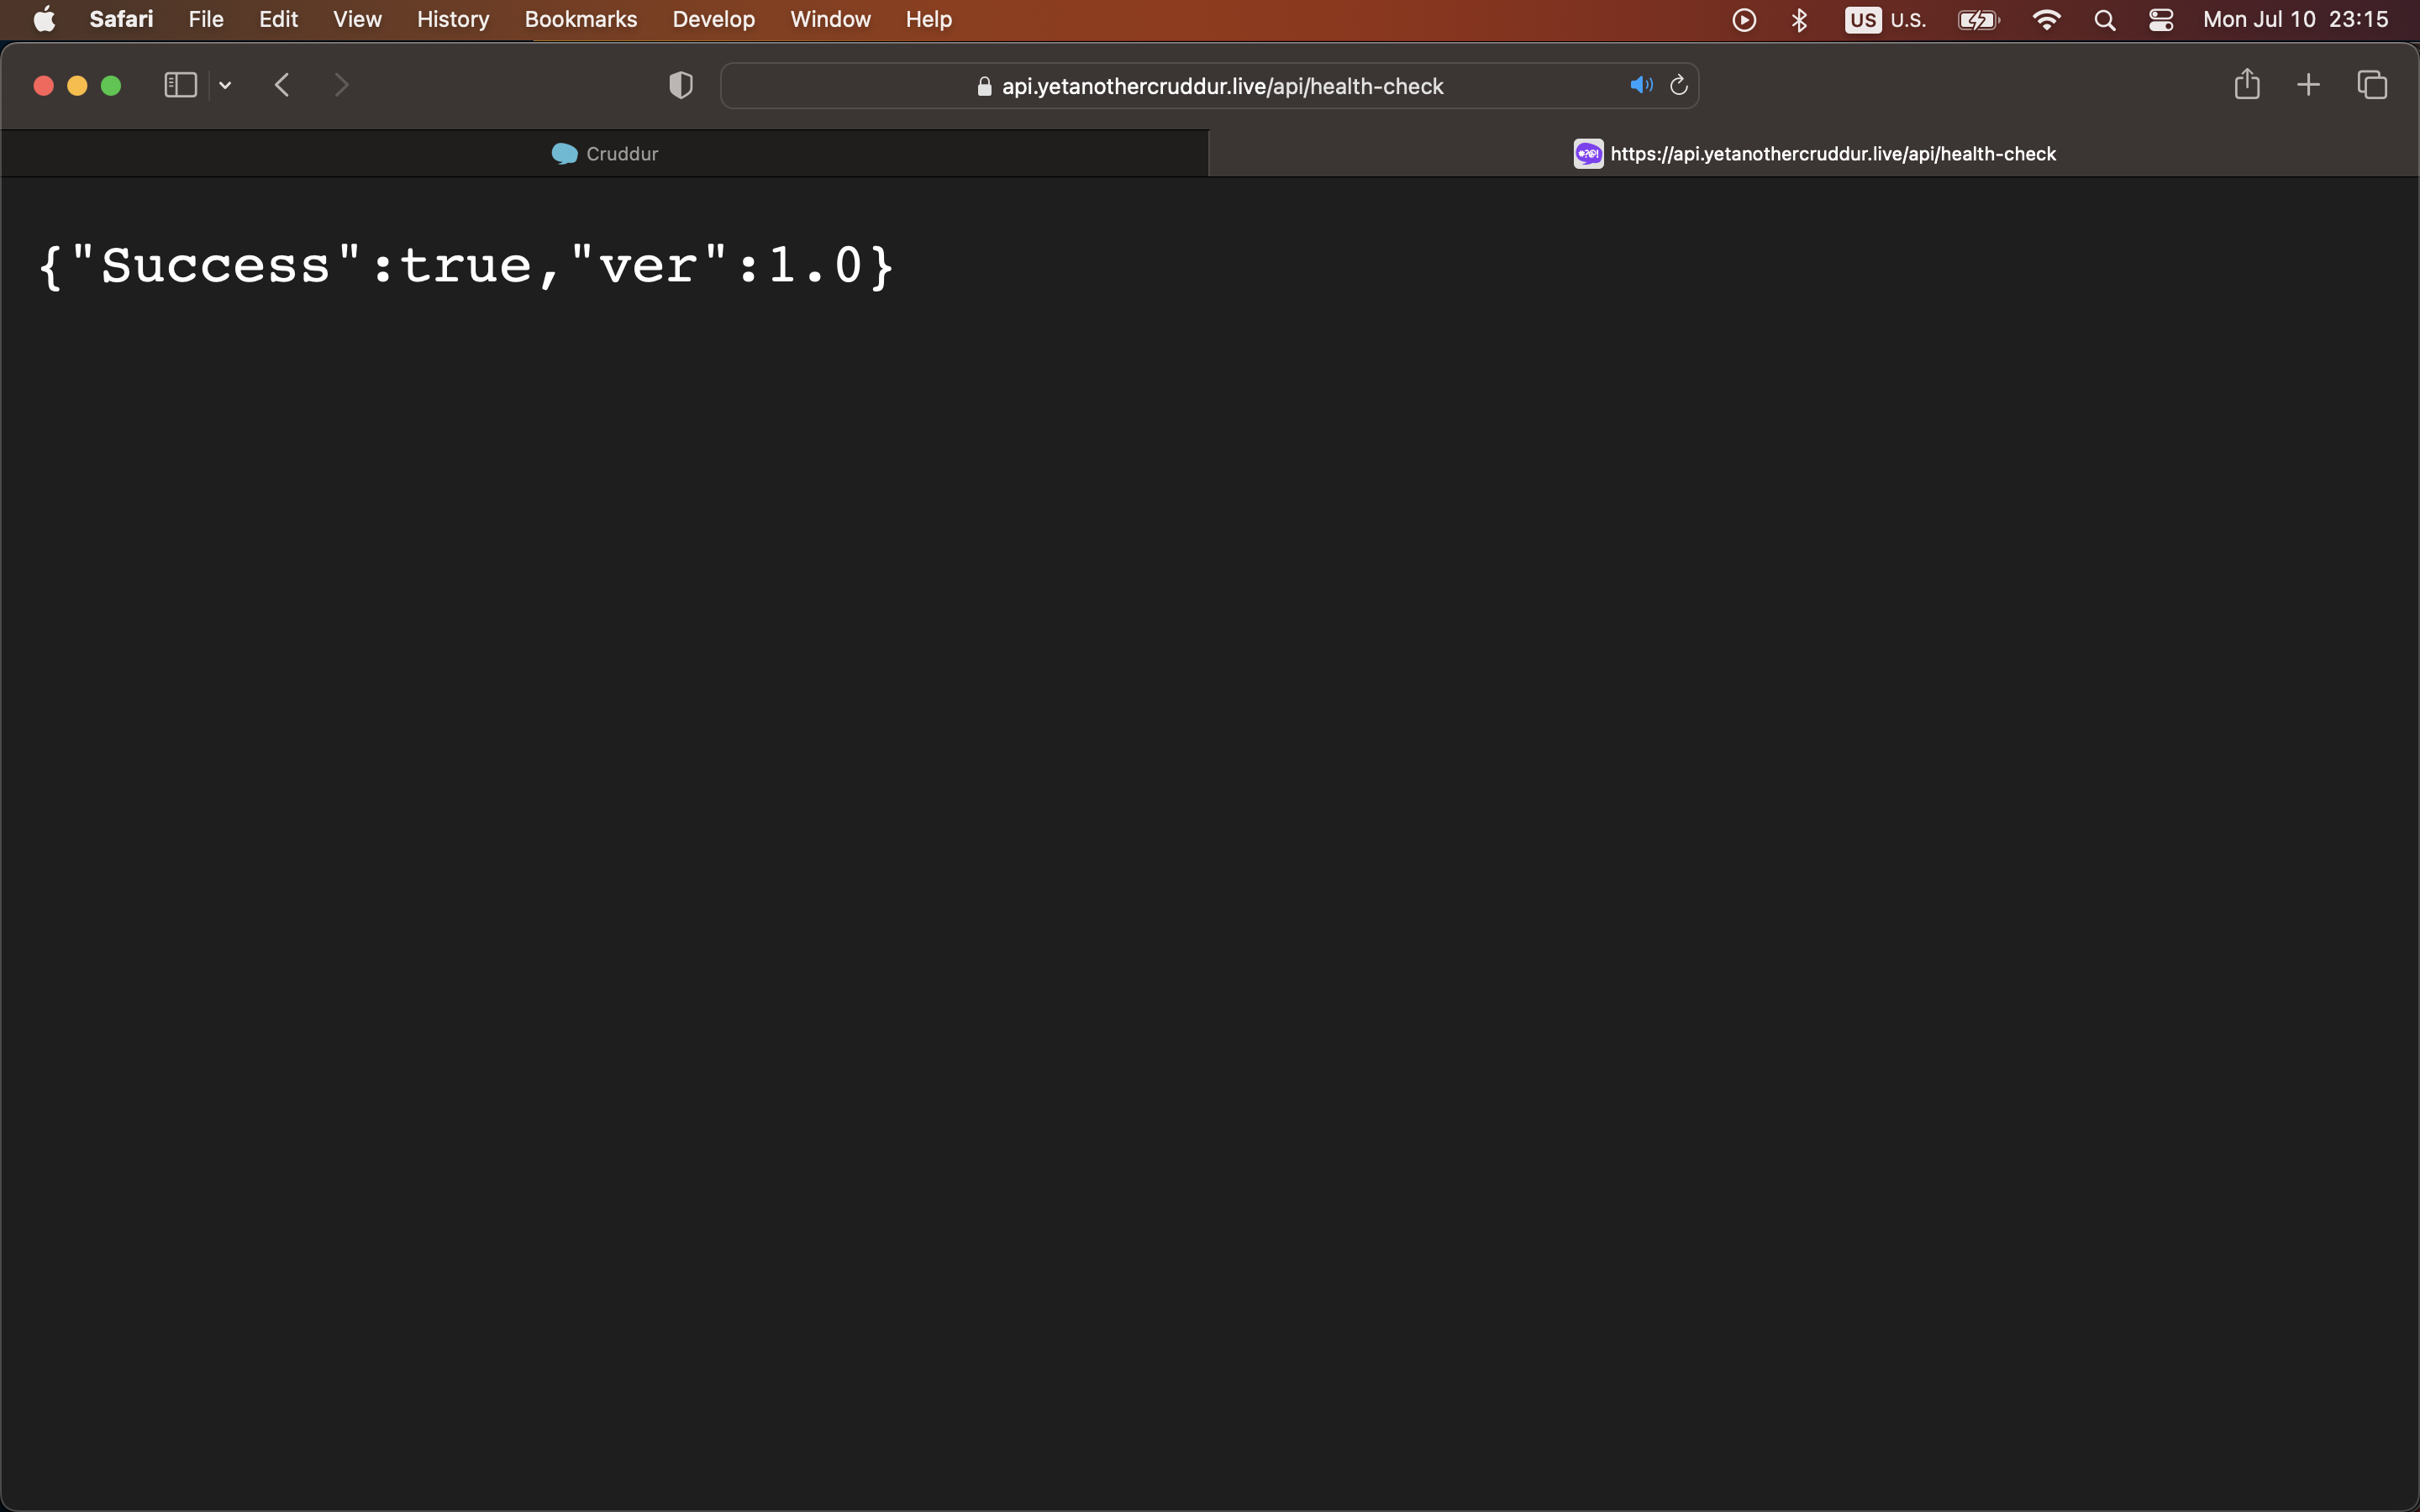 Safari File Edit View History Bookmarks Develop Window Help US U.S. Mon Jul 10 23:15
api.yetanothercruddur.live/api/health-check
Cruddur
https://api.yetanothercruddur.live/api/health-check
{"Success":true,"ver":1.0}